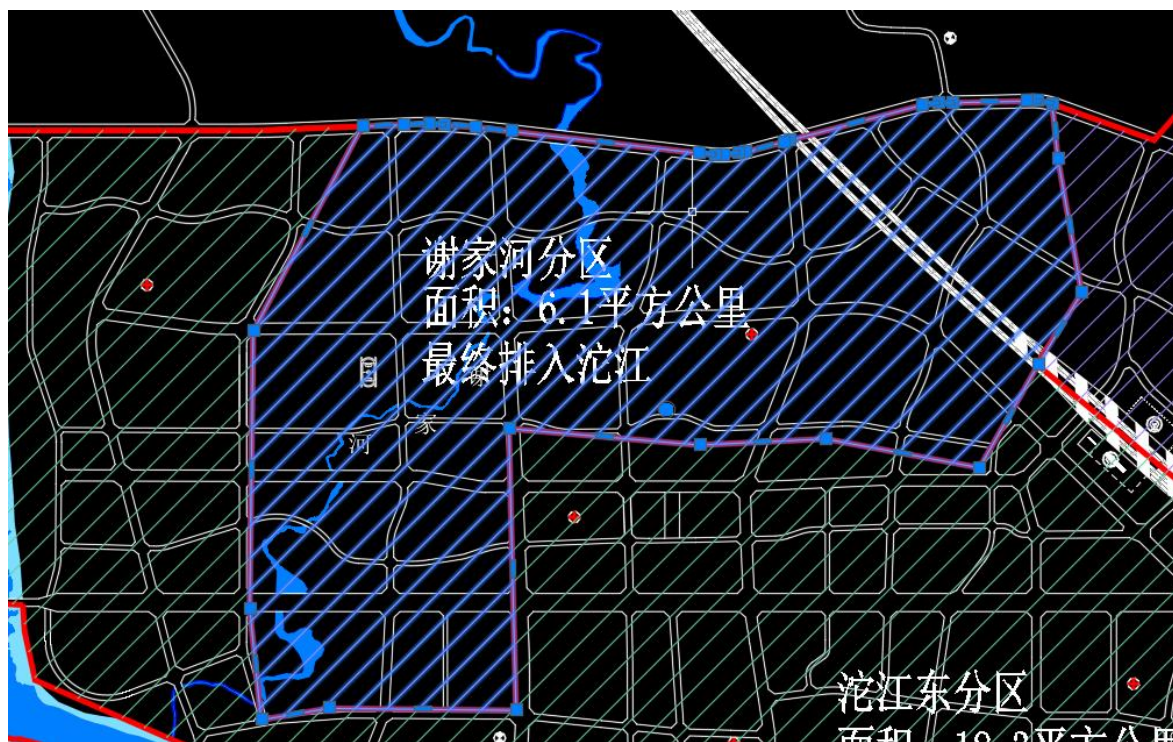 谢家河分区
面积：6.1平方公里
最终排入沱江
谢
家
河
沱江东分区